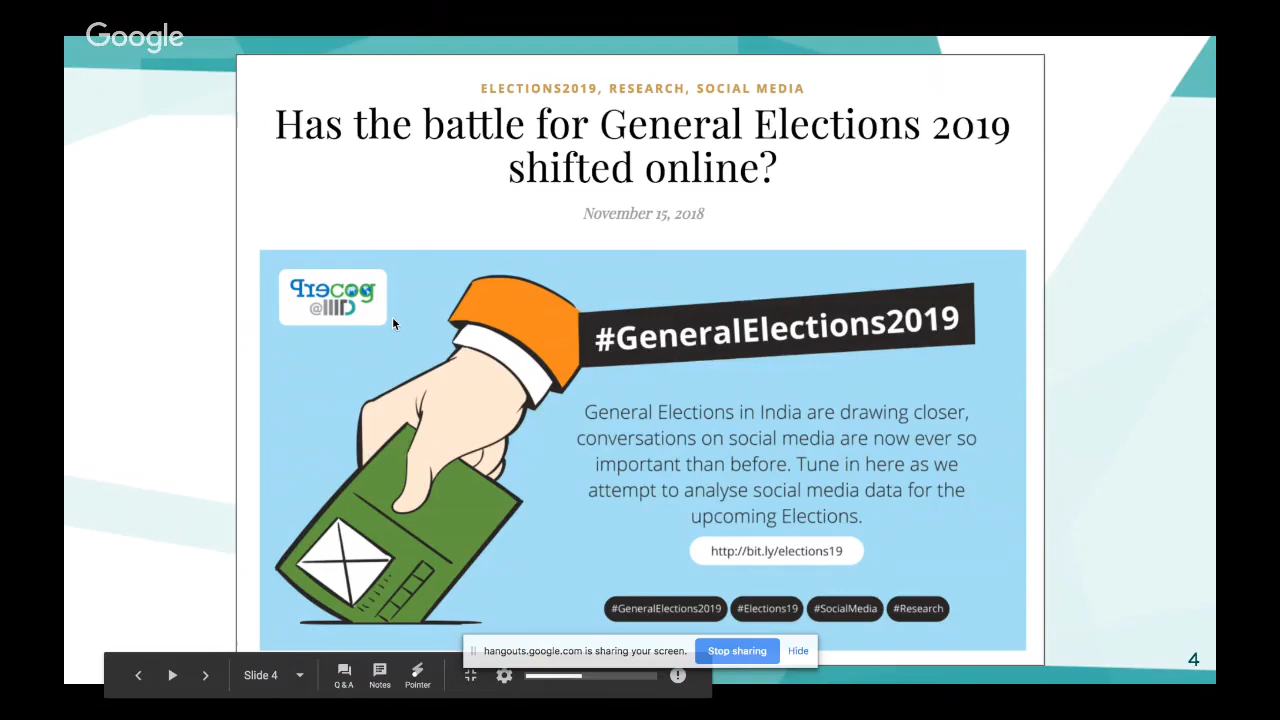 Google
ELECTIONS2019, RESEARCH, SOCIAL MEDIA
Has the battle for General Elections 2019
shifted online?
November 15, 2018
Precog
@IIITD
#GeneralElections2019
General Elections in India are drawing closer,
conversations on social media are now ever so
important than before. Tune in here as we
attempt to analyse social media data for the
upcoming Elections.
http://bit.ly/elections19
#GeneralElections2019 #Elections19 #SocialMedia #Research
hangouts.google.com is sharing your screen. Stop sharing Hide
4
Slide 4
Q & A Notes Pointer